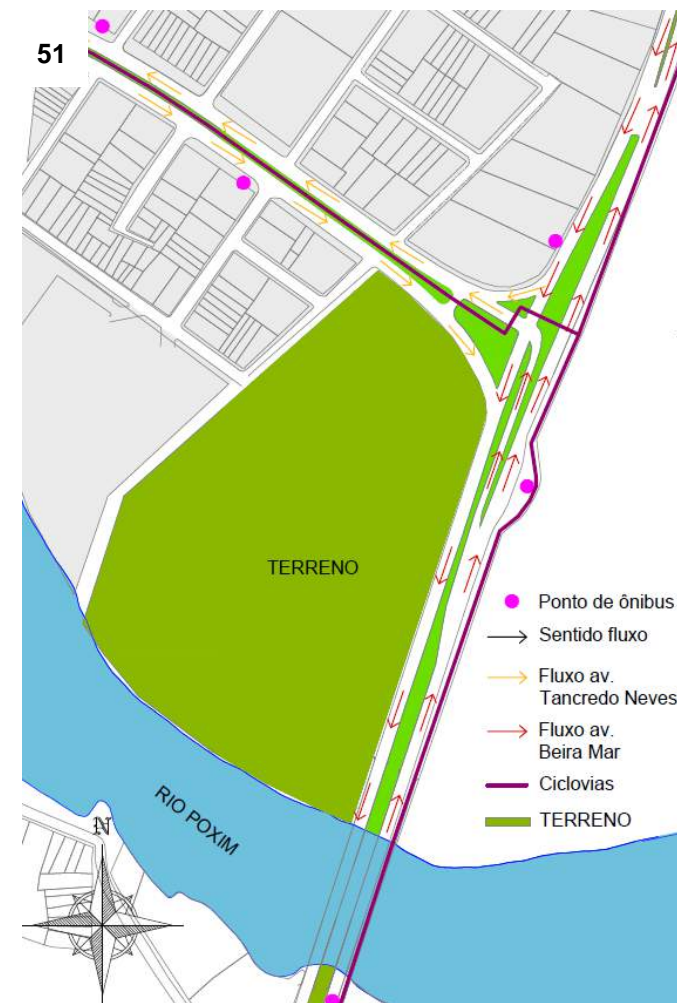 51
TERRENO
Ponto de ônibus
Sentido fluxo
Fluxo av.
Tancredo Neves
Fluxo av.
Beira Mar
Ciclovias
TERRENO
RIO POXIM
N